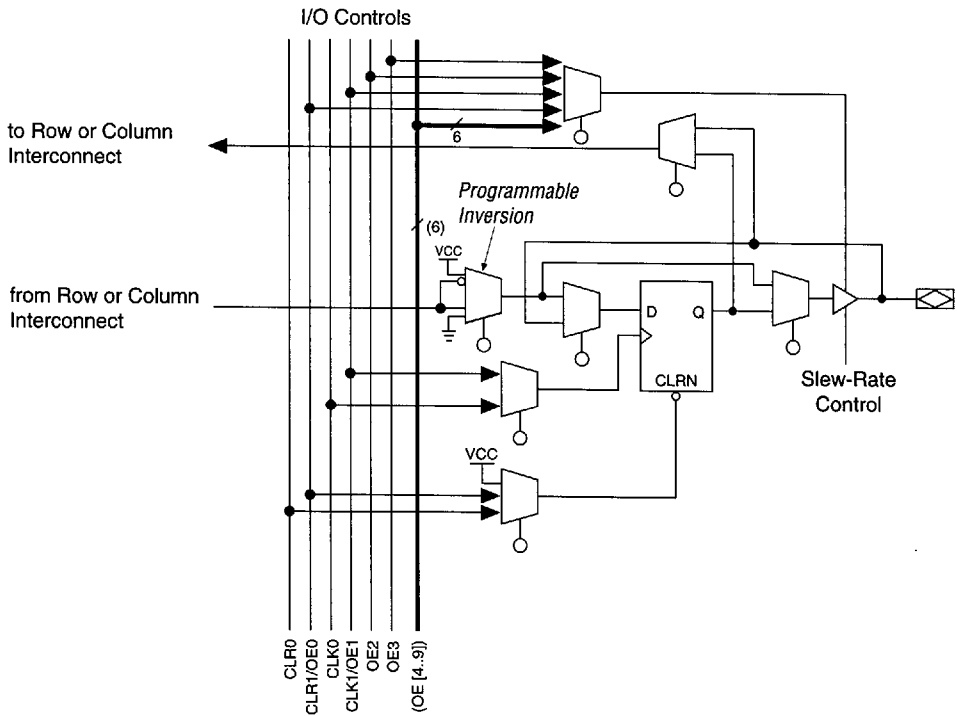 I/O Controls
to Row or Column
Interconnect
6
Programmable
Inversion
(6)
VCC
from Row or Column
Interconnect
D
Q
CLRN
Slew-Rate
Control
VCC
CLR0
CLR1/OE0
CLK0
CLK1/OE1
OE2
OE3
(OE [4..9])